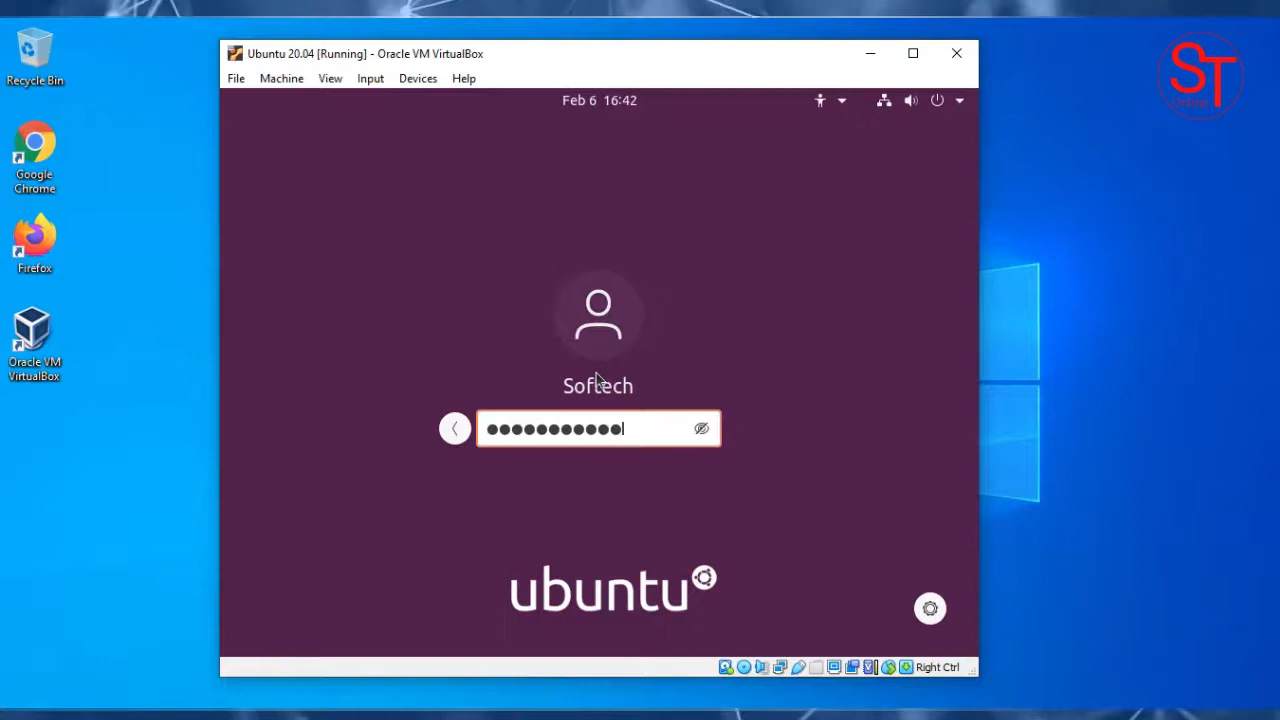 Ubuntu 20.04 [Running] - Oracle VM VirtualBox
File Machine View Input Devices Help
Feb 6 16:42
Softech
ubuntu
Right Ctrl
Recycle Bin
Google
Chrome
Firefox
Oracle VM
VirtualBox
ST
Online